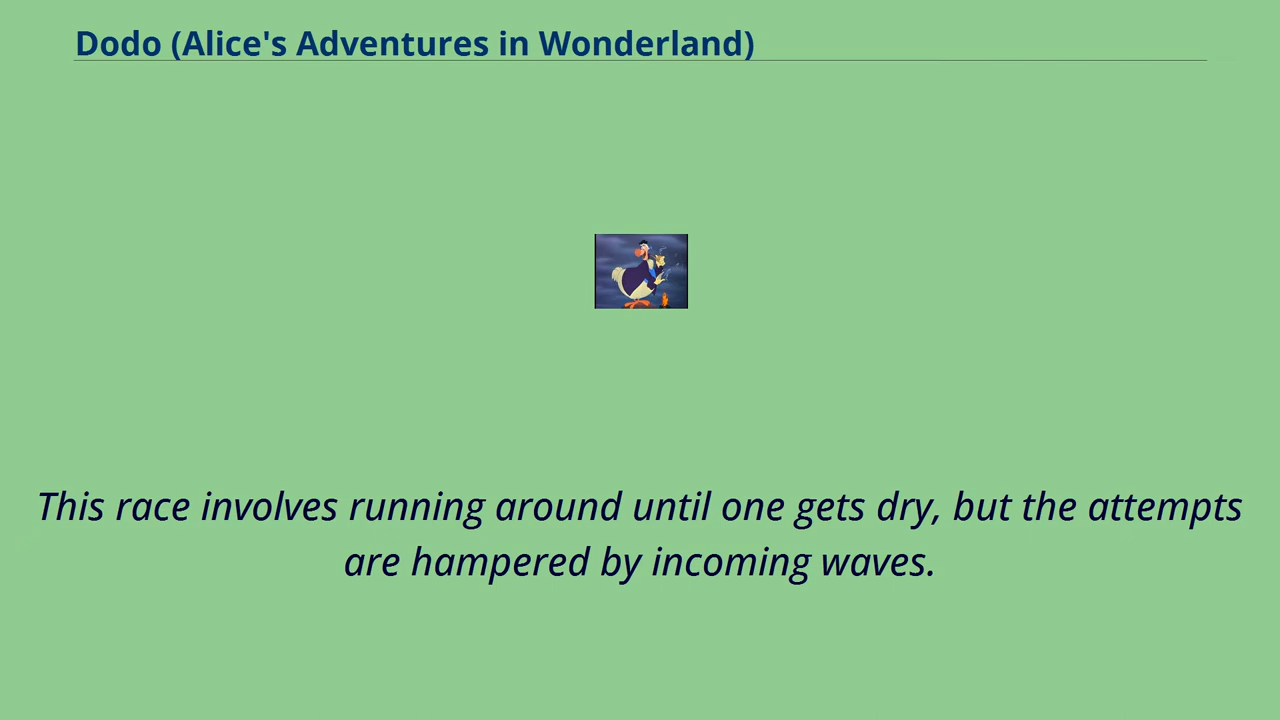 Dodo (Alice's Adventures in Wonderland)
This race involves running around until one gets dry, but the attempts
are hampered by incoming waves.